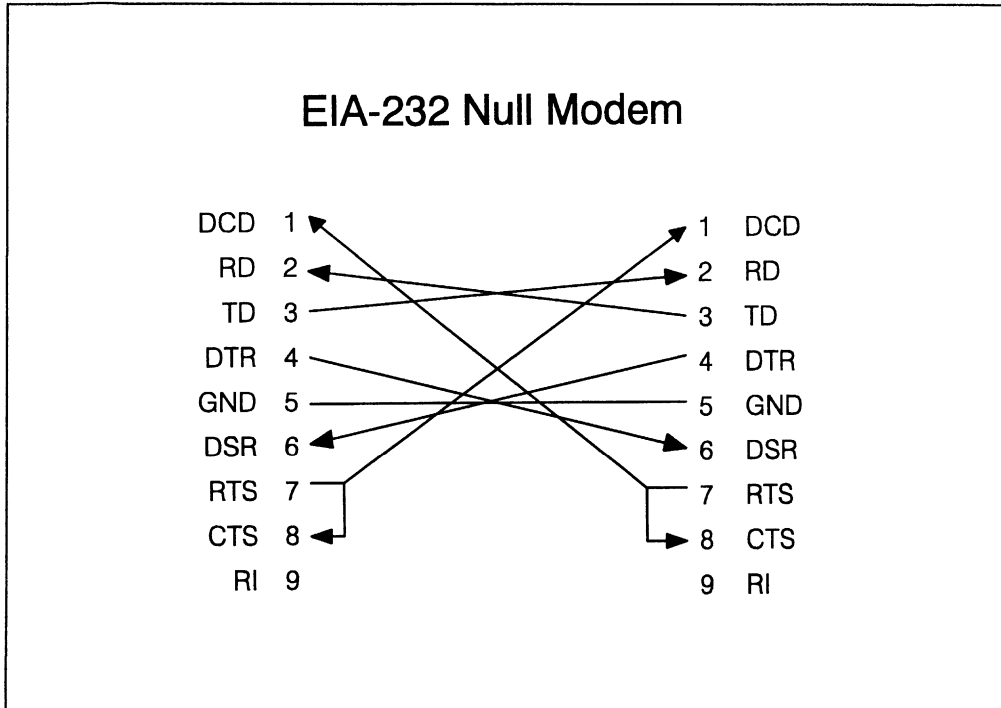 EIA-232 Null Modem
DCD 1 1 DCD
RD 2 2 RD
TD 3 3 TD
DTR 4 4 DTR
GND 5 5 GND
DSR 6 6 DSR
RTS 7 7 RTS
CTS 8 8 CTS
RI 9 9 RI